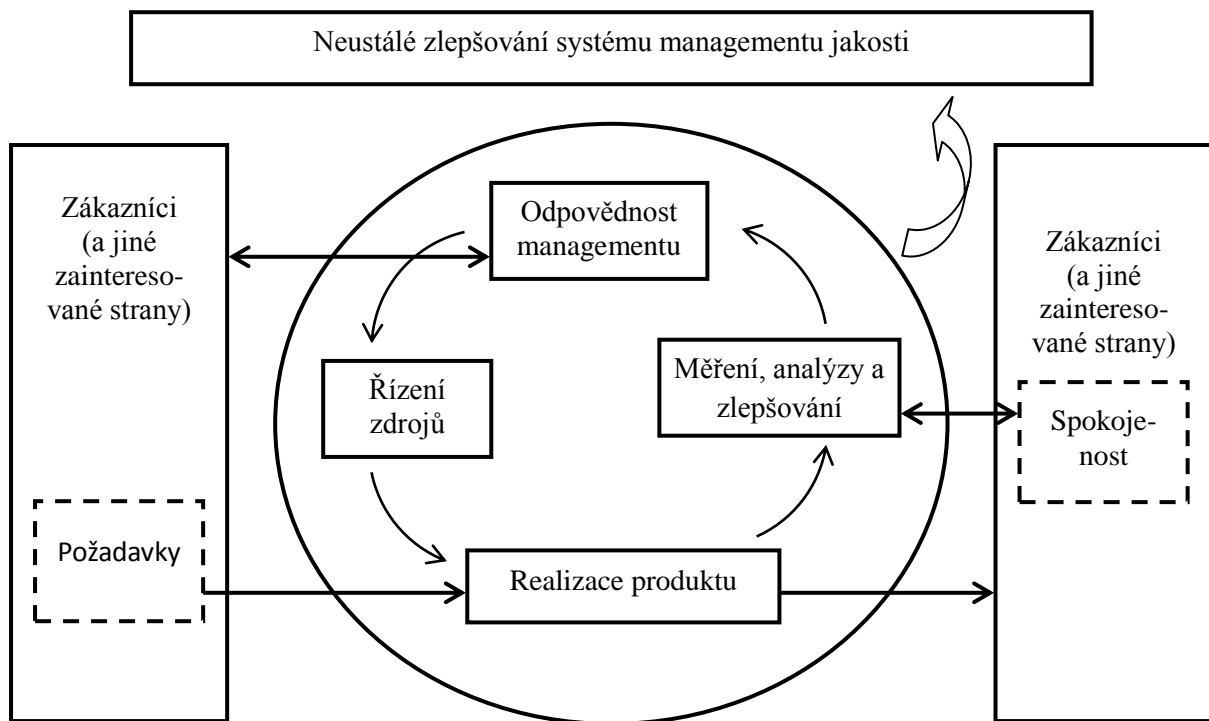 Neustálé zlepšování systému managementu jakosti
Zákazníci
(a jiné
zaintereso-
vané strany)
Požadavky
Odpovědnost
managementu
Řízení
zdrojů
Měření, analýzy a
zlepšování
Realizace produktu
Zákazníci
(a jiné
zaintereso-
vané strany)
Spokoje-
nost